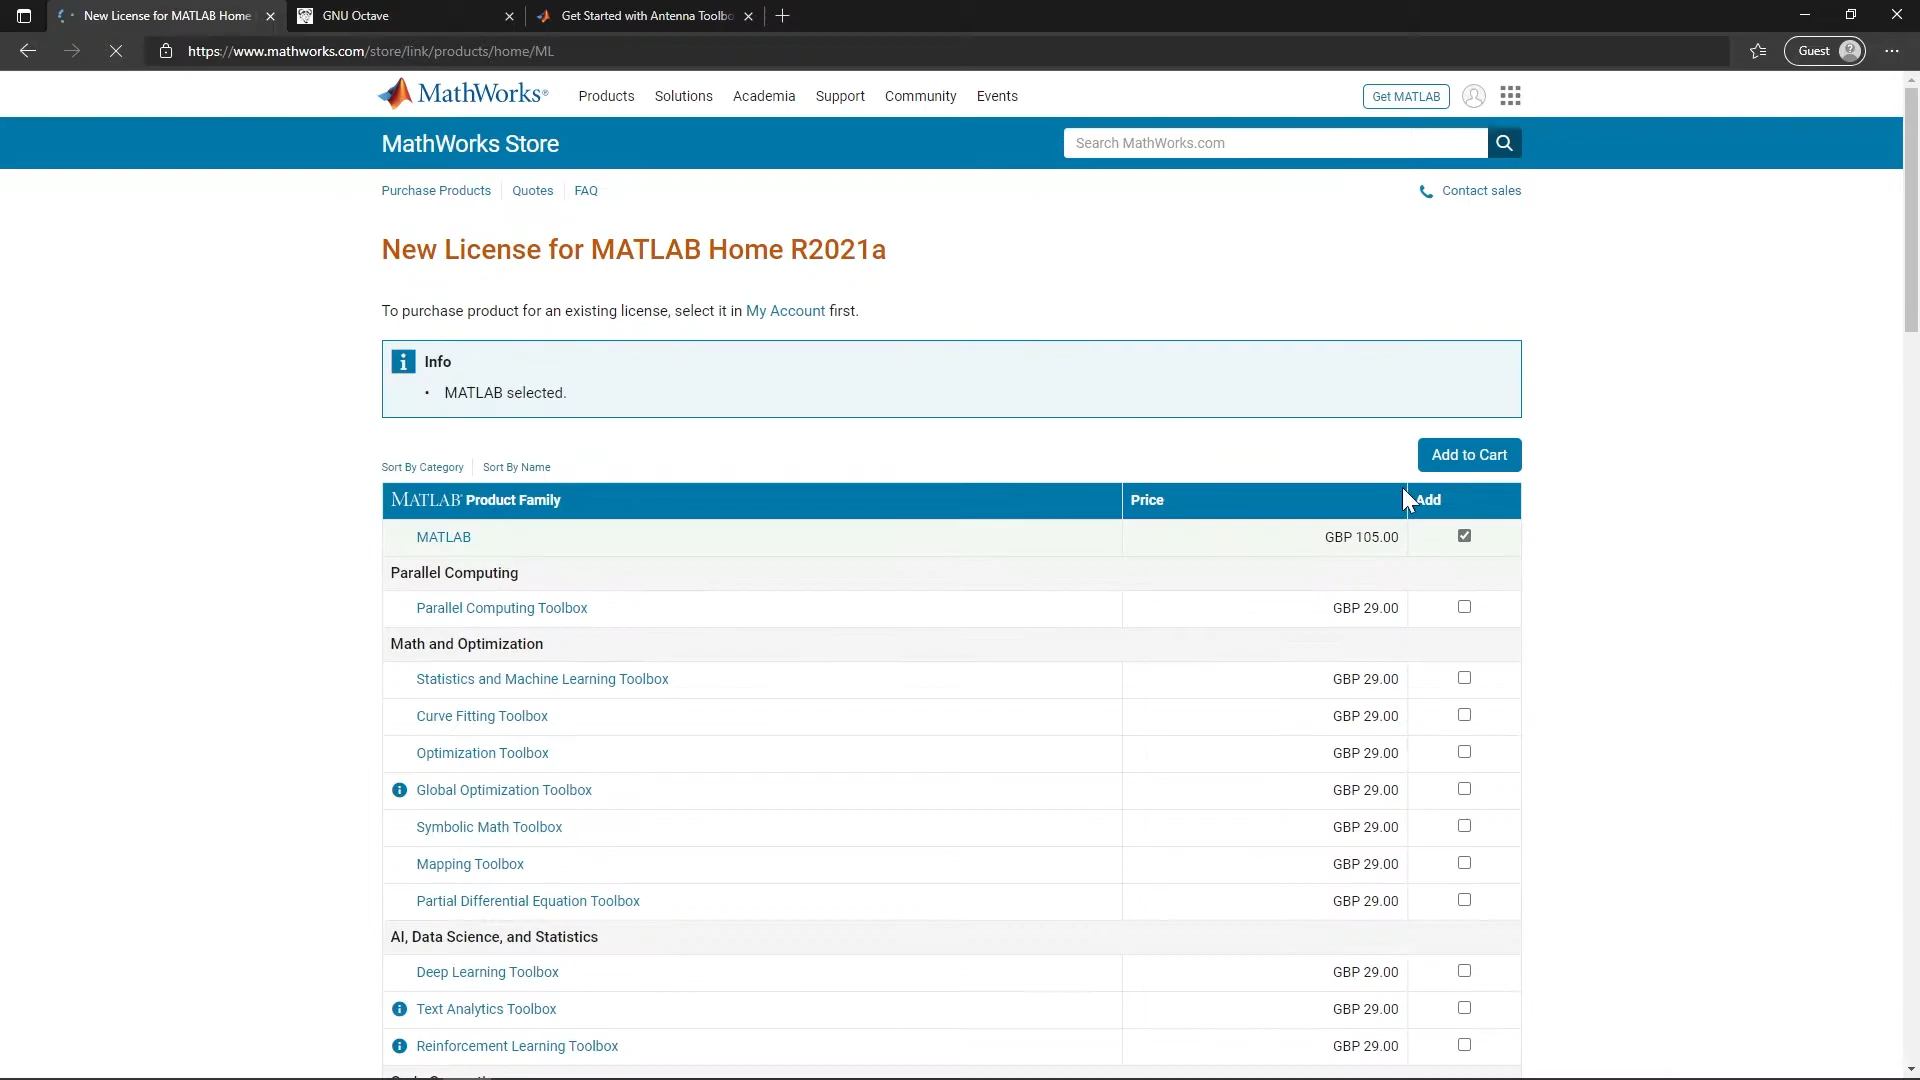 New License for MATLAB Home
GNU Octave
Get Started with Antenna Toolbo
https://www.mathworks.com/store/link/products/home/ML
Guest
MathWorks®
Products
Solutions
Academia
Support
Community
Events
Get MATLAB
MathWorks Store
Search MathWorks.com
Purchase Products
Quotes
FAQ
Contact sales
New License for MATLAB Home R2021a
To purchase product for an existing license, select it in My Account first.
Info
• MATLAB selected.
Add to Cart
Sort By Category
Sort By Name
MATLAB® Product Family
Price
Add
MATLAB
GBP 105.00
Parallel Computing
Parallel Computing Toolbox
GBP 29.00
Math and Optimization
Statistics and Machine Learning Toolbox
GBP 29.00
Curve Fitting Toolbox
GBP 29.00
Optimization Toolbox
GBP 29.00
Global Optimization Toolbox
GBP 29.00
Symbolic Math Toolbox
GBP 29.00
Mapping Toolbox
GBP 29.00
Partial Differential Equation Toolbox
GBP 29.00
AI, Data Science, and Statistics
Deep Learning Toolbox
GBP 29.00
Text Analytics Toolbox
GBP 29.00
Reinforcement Learning Toolbox
GBP 29.00